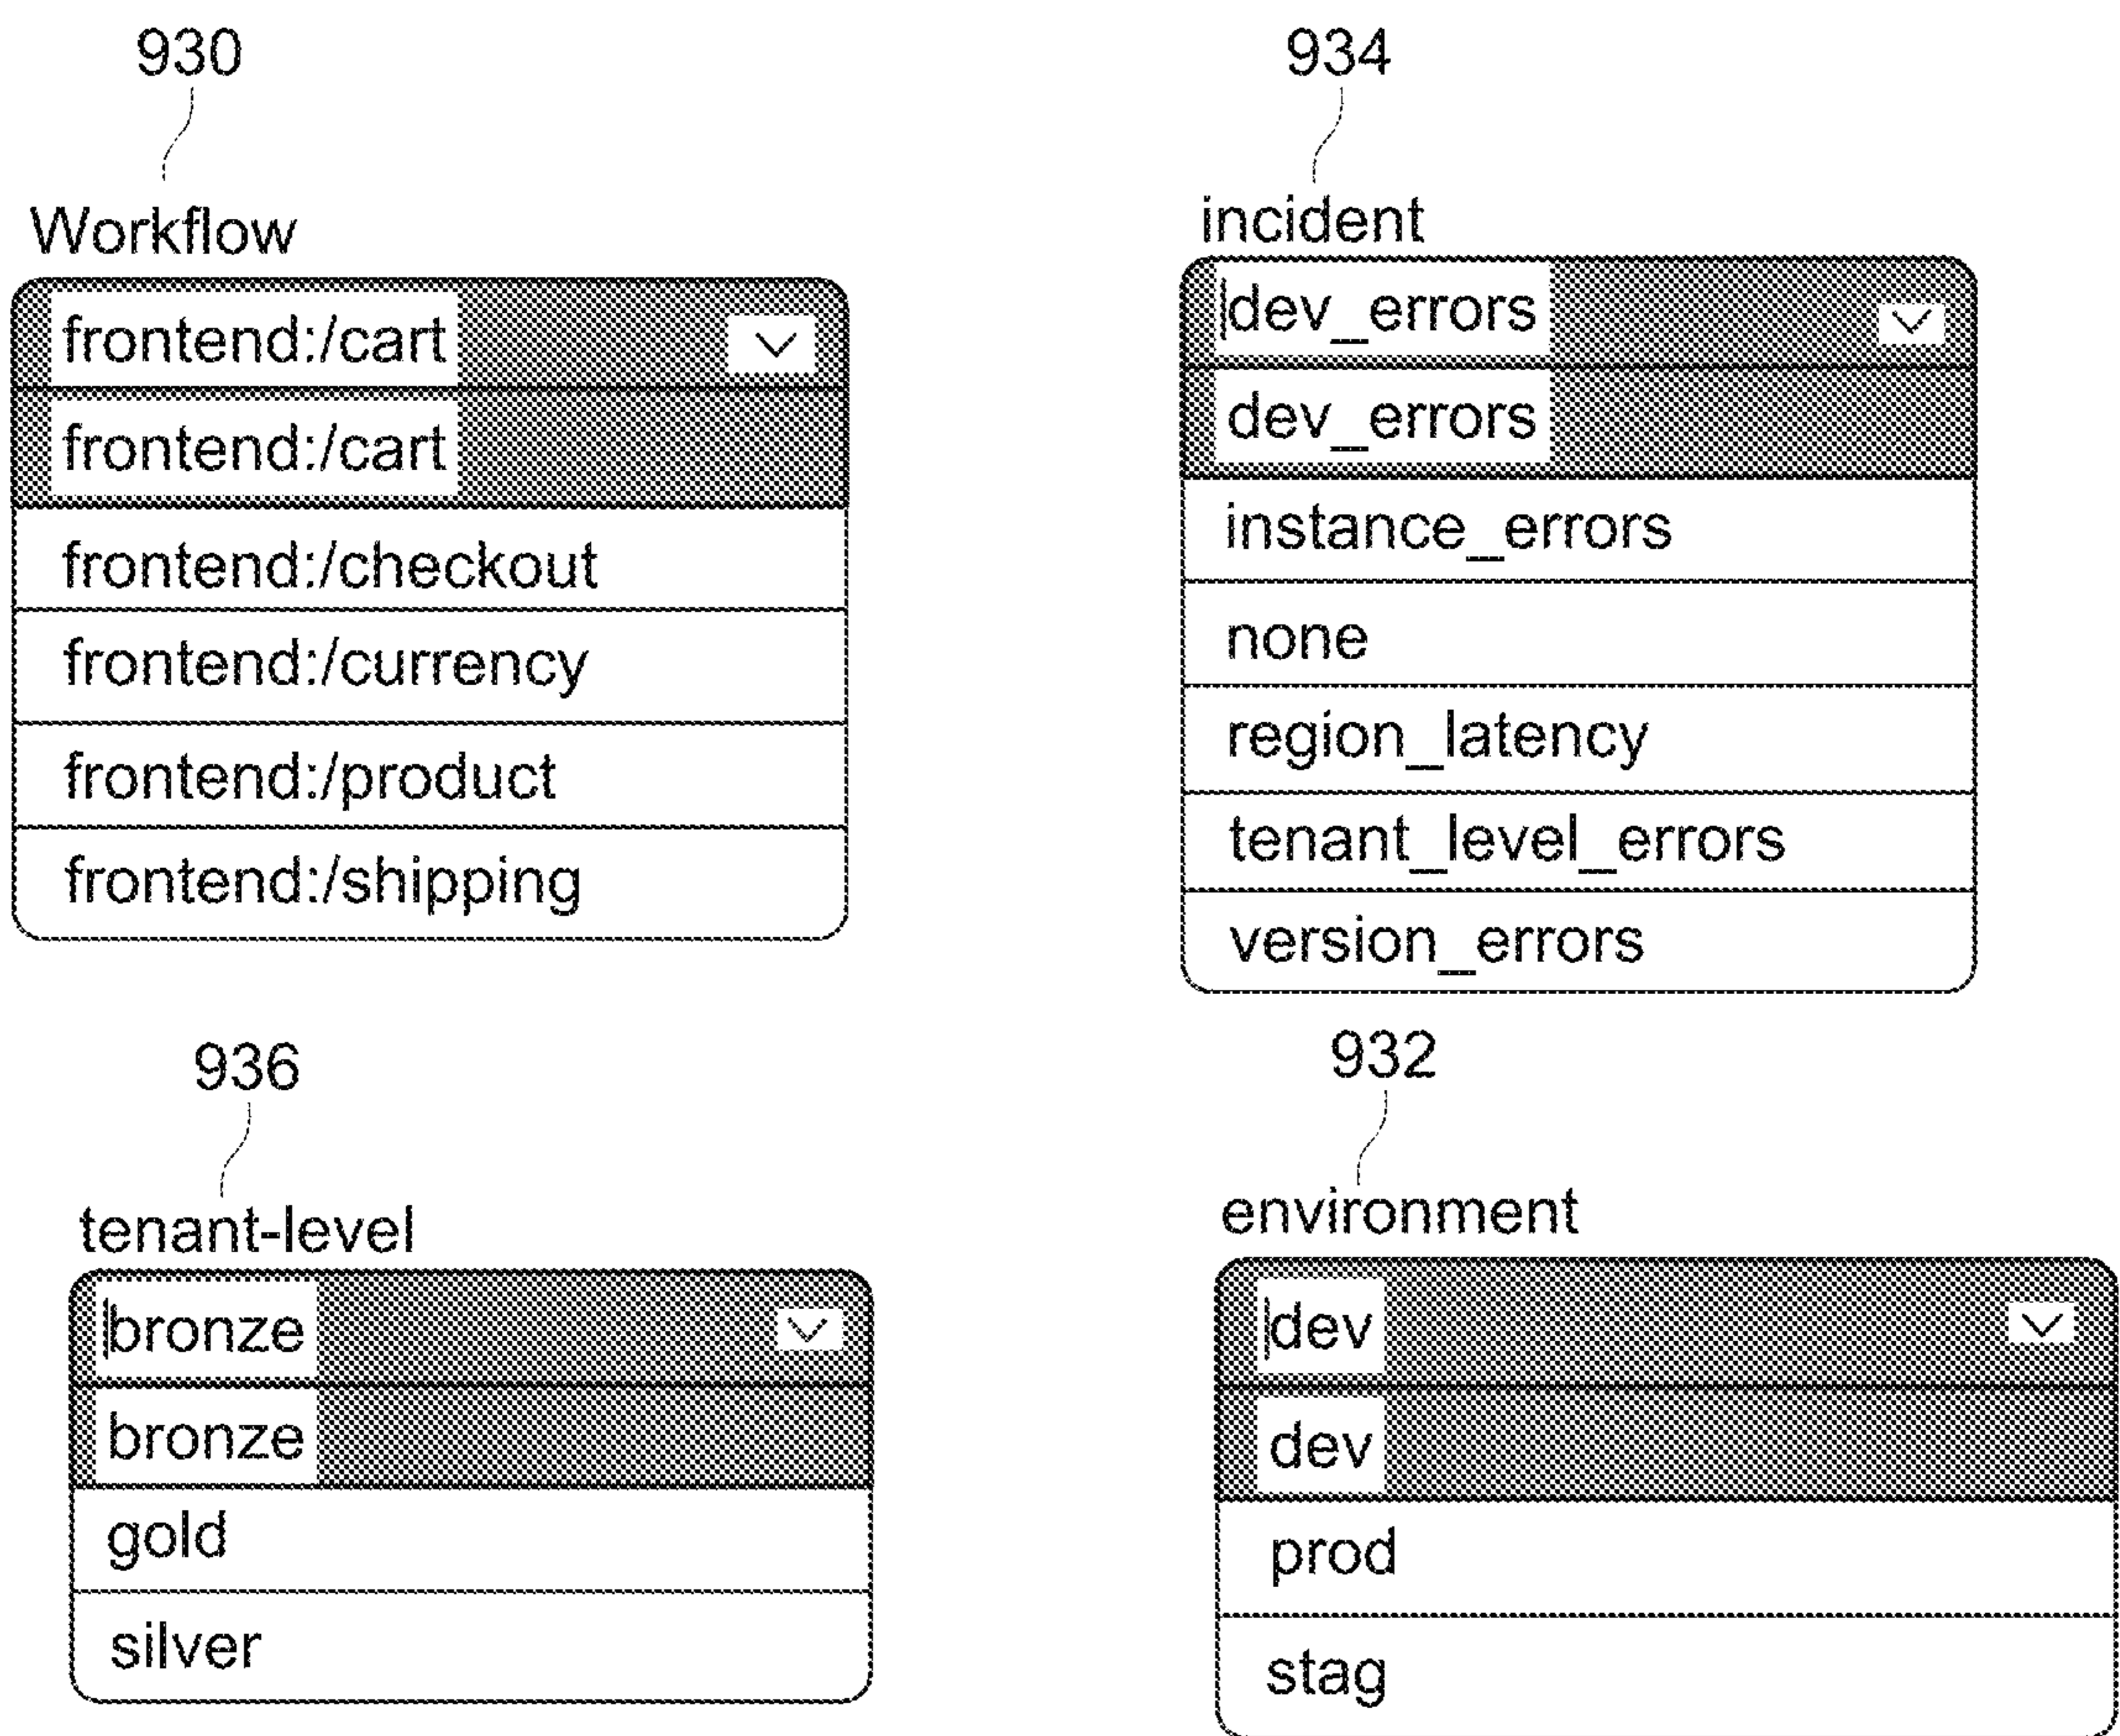 930
Workflow
frontend:/cart
frontend:/cart
frontend:/checkout
frontend:/currency
frontend:/product
frontend:/shipping
934
incident
dev_errors
dev_errors
instance_errors
none
region_latency
tenant_level_errors
version_errors
936
tenant-level
bronze
bronze
gold
silver
932
environment
dev
dev
prod
stag